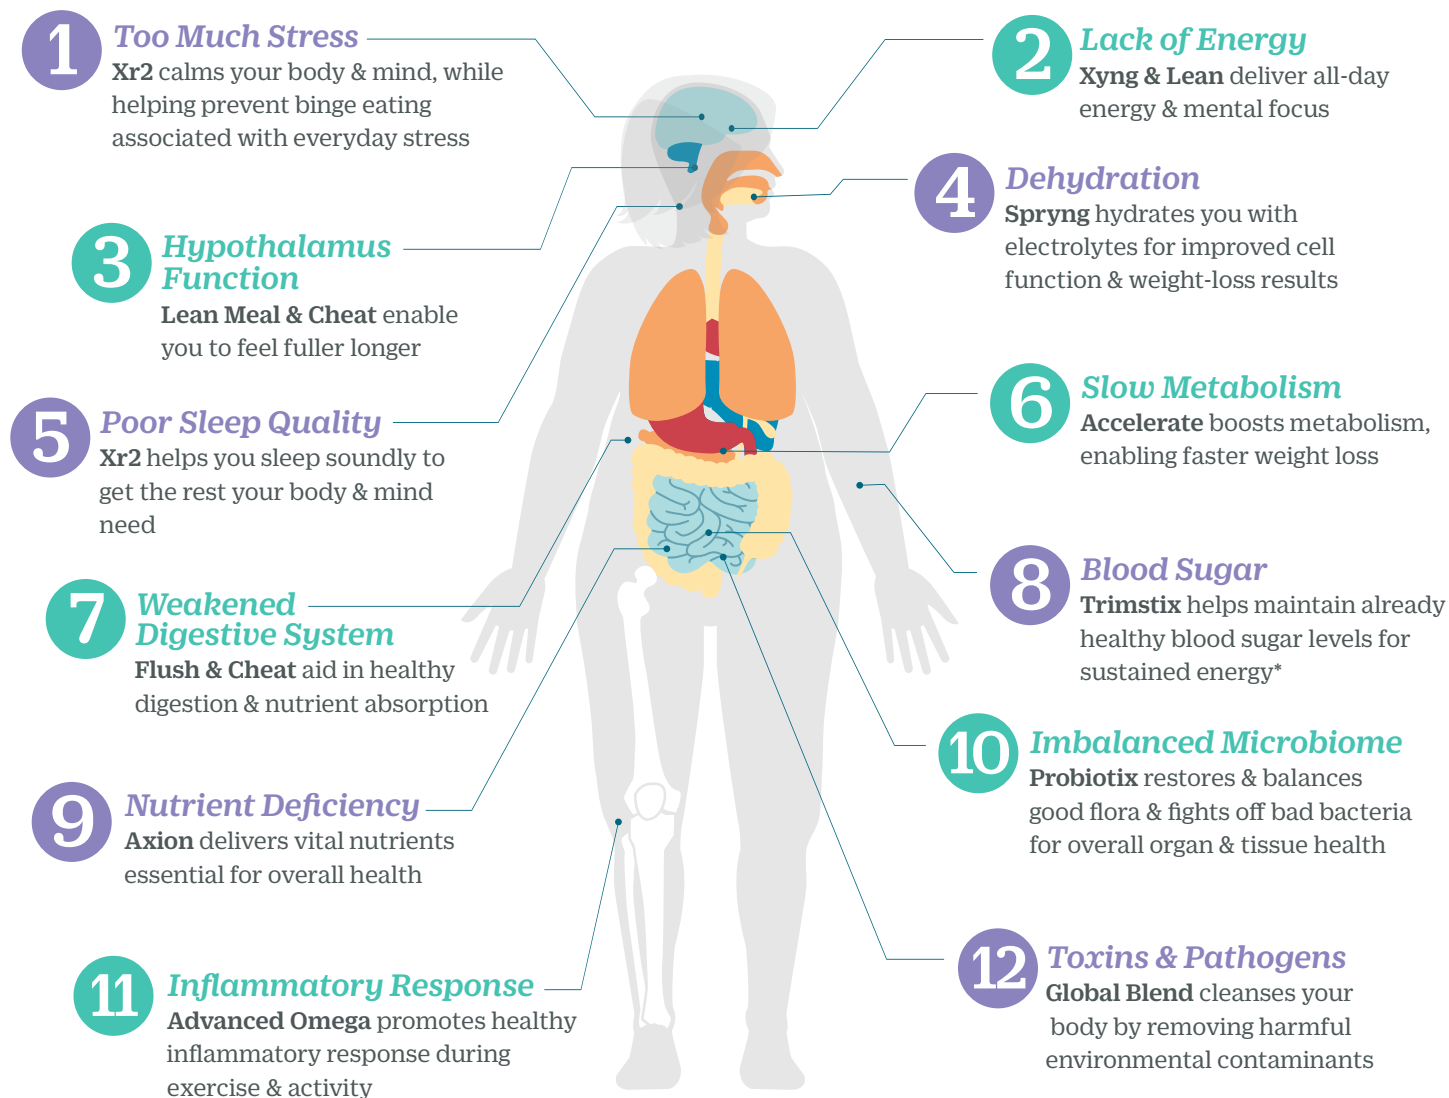 1
Too Much Stress
Xr2 calms your body & mind, while
helping prevent binge eating
associated with everyday stress
2
Lack of Energy
Xyng & Lean deliver all-day
energy & mental focus
3
Hypothalamus
Function
Lean Meal & Cheat enable
you to feel fuller longer
4
Dehydration
Spryng hydrates you with
electrolytes for improved cell
function & weight-loss results
5
Poor Sleep Quality
Xr2 helps you sleep soundly to
get the rest your body & mind
need
6
Slow Metabolism
Accelerate boosts metabolism,
enabling faster weight loss
7
Weakened
Digestive System
Flush & Cheat aid in healthy
digestion & nutrient absorption
8
Blood Sugar
Trimstix helps maintain already
healthy blood sugar levels for
sustained energy*
9
Nutrient Deficiency
Axion delivers vital nutrients
essential for overall health
10
Imbalanced Microbiome
Probiotix restores & balances
good flora & fights off bad bacteria
for overall organ & tissue health
11
Inflammatory Response
Advanced Omega promotes healthy
inflammatory response during
exercise & activity
12
Toxins & Pathogens
Global Blend cleanses your
body by removing harmful
environmental contaminants